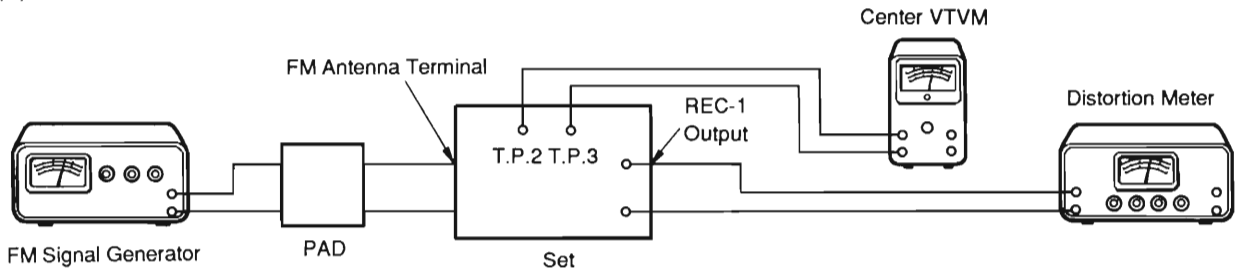 Center VTVM
FM Antenna Terminal
REC-1
Output
Distortion Meter
T.P.2 T.P.3
FM Signal Generator
PAD
Set